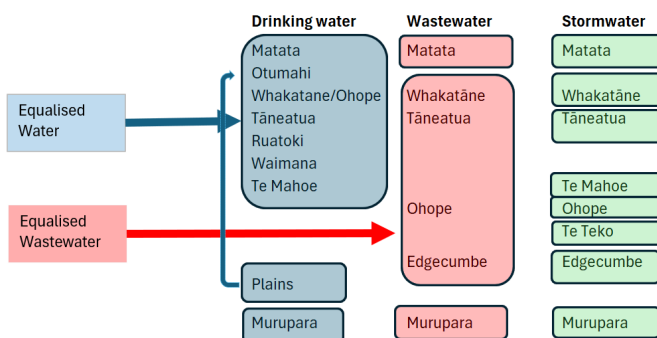 Drinking water
Wastewater
Stormwater
Equalised
Water
Equalised
Wastewater
Matata
Otumahi
Whakatane/Ohope
Tāneatua
Ruatoki
Waimana
Te Mahoe
Plains
Murupara
Matata
Whakatāne
Tāneatua
Ohope
Edgecumbe
Murupara
Matata
Whakatāne
Tāneatua
Te Mahoe
Ohope
Te Teko
Edgecumbe
Murupara